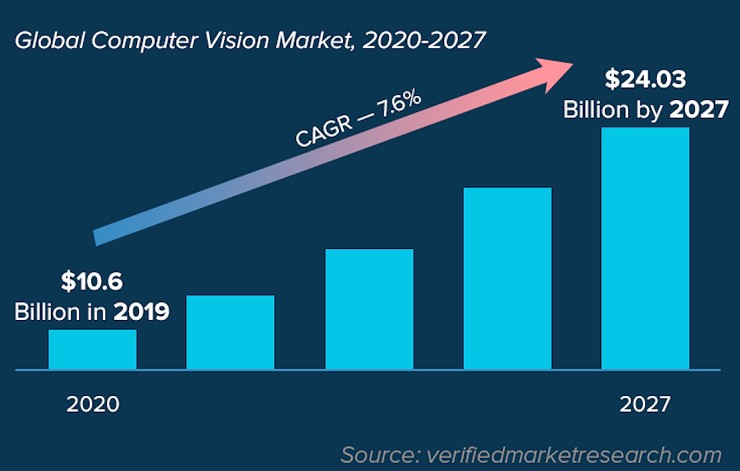 Global Computer Vision Market, 2020-2027
$24.03
Billion by 2027
CAGR — 7.6%
$10.6
Billion in 2019
2020
2027
Source: verifiedmarketresearch.com